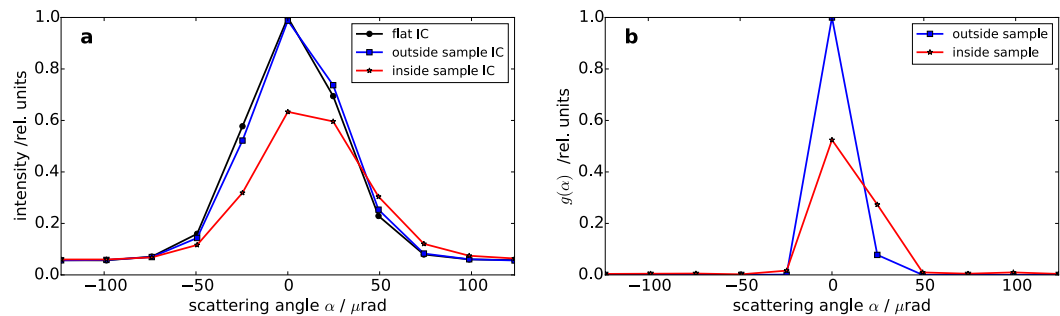 a
flat IC
outside sample IC
inside sample IC
intensity /rel. units
1.0
0.8
0.6
0.4
0.2
0.0
−100
−50
0
50
100
scattering angle α / μrad
b
outside sample
inside sample
g(α) /rel. units
1.0
0.8
0.6
0.4
0.2
0.0
−100
−50
0
50
100
scattering angle α / μrad